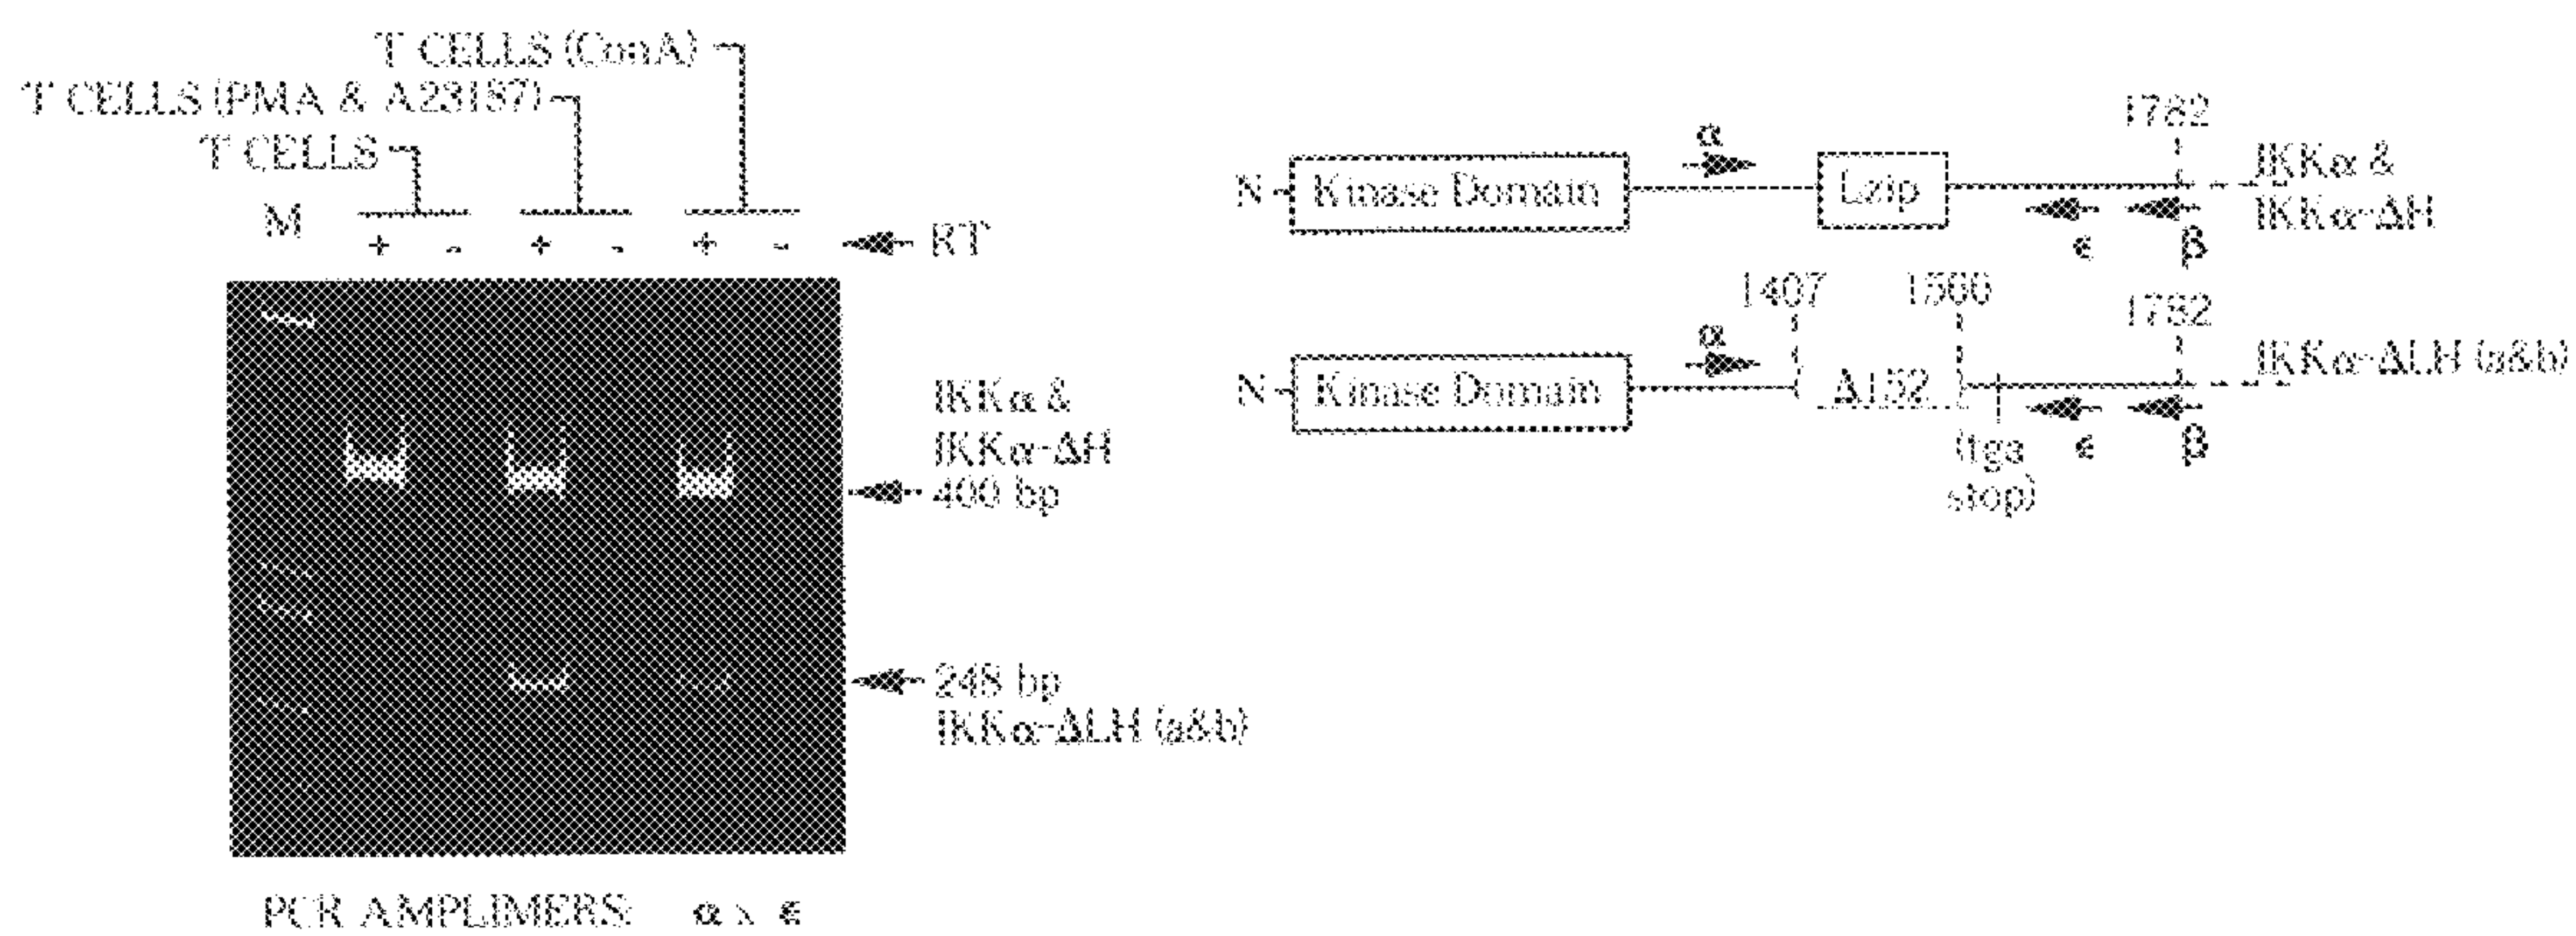 T CELLS (ConA)
T CELLS (PMA & A23187)
T CELLS
M
+ - + - + -
RT
IKKα &
IKKα-ΔH
400 bp
248 bp
IKKα-ΔLH (a&b)
PCR AMPLIMERS: α \ ϵ
1782
α
N
Kinase Domain
Lzip
IKKα &
IKKα-ΔH
ϵ
β
1407
1560
1782
α
N
Kinase Domain
Δ152
IKKα-ΔLH (a&b)
(tga
stop)
ϵ
β